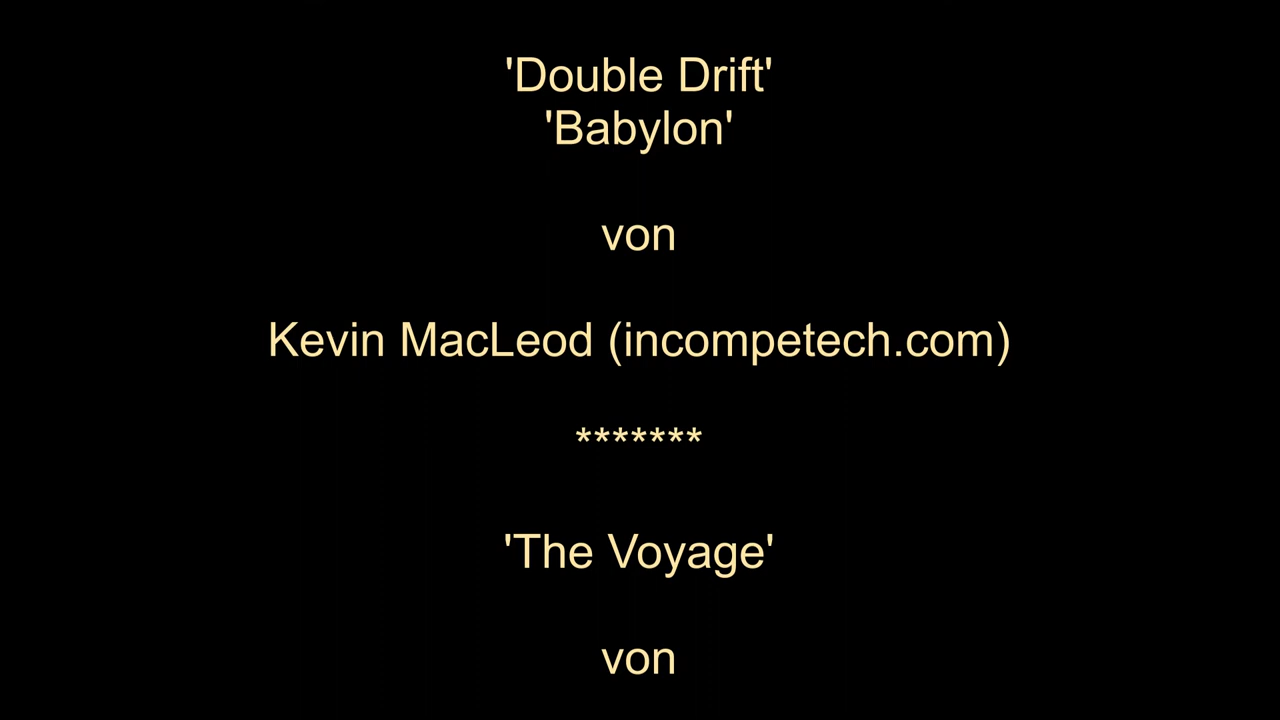 'Double Drift'
'Babylon'
von
Kevin MacLeod (incompetech.com)
*******
'The Voyage'
von